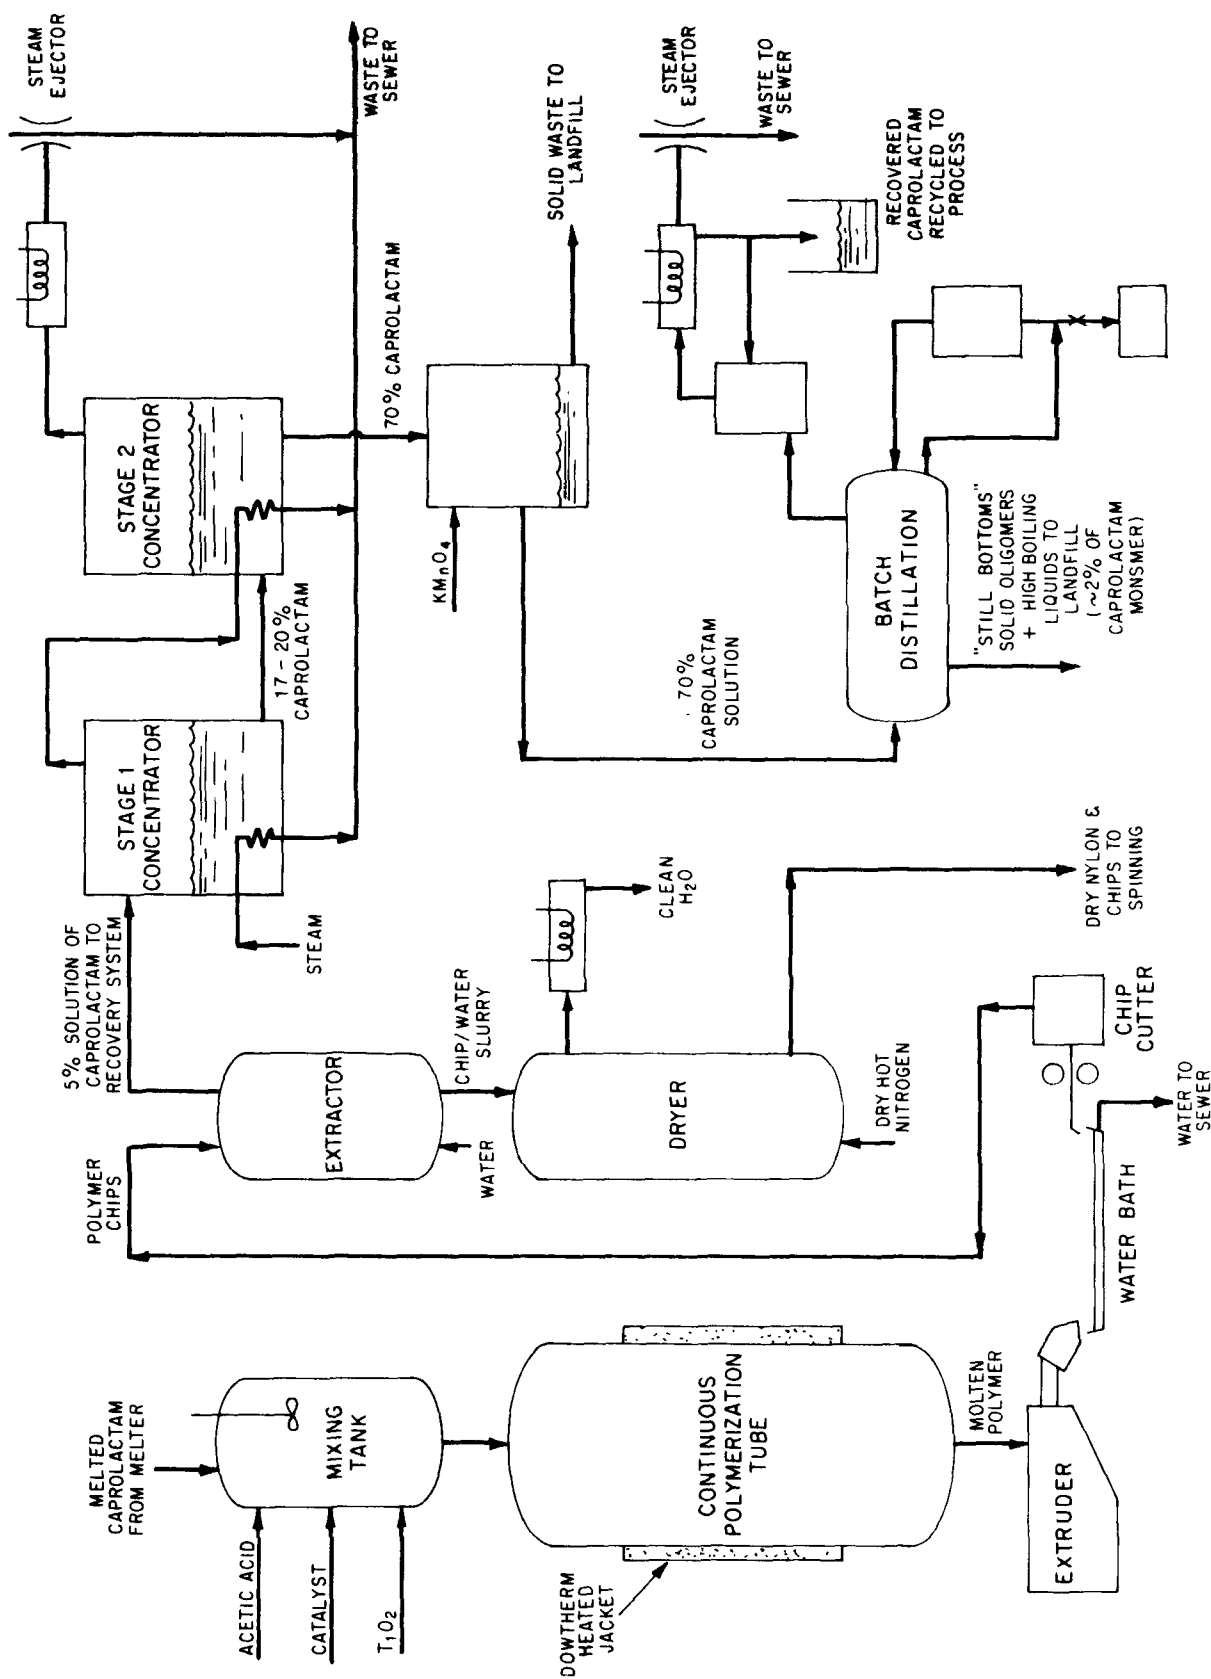 MELTED
CAPROLACTAM
FROM MELTER
ACETIC ACID
CATALYST
TiO2
MIXING
TANK
DOWTHERM
HEATED
JACKET
CONTINUOUS
POLYMERIZATION
TUBE
MOLTEN
POLYMER
EXTRUDER
WATER BATH
WATER TO
SEWER
CHIP
CUTTER
POLYMER
CHIPS
5% SOLUTION OF
CAPROLACTAM TO
RECOVERY SYSTEM
EXTRACTOR
WATER
CHIP/WATER
SLURRY
DRYER
DRY HOT
NITROGEN
CLEAN
H2O
DRY NYLON &
CHIPS TO
SPINNING
STEAM
STAGE 1
CONCENTRATOR
17-20%
CAPROLACTAM
STAGE 2
CONCENTRATOR
STEAM
EJECTOR
WASTE TO
SEWER
70% CAPROLACTAM
KMnO4
SOLID WASTE TO
LANDFILL
70%
CAPROLACTAM
SOLUTION
BATCH
DISTILLATION
"STILL BOTTOMS"
SOLID OLIGOMERS
+ HIGH BOILING
LIQUIDS TO
LANDFILL
(~2% OF
CAPROLACTAM
MONSMER)
STEAM
EJECTOR
WASTE TO
SEWER
RECOVERED
CAPROLACTAM
RECYCLED TO
PROCESS